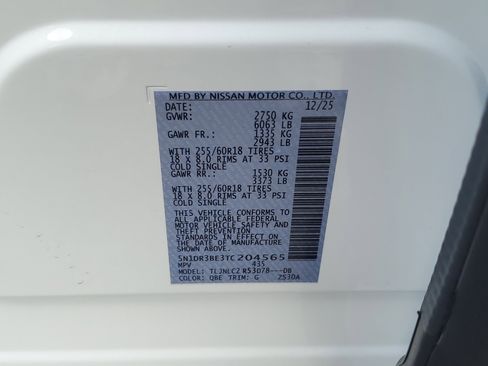 MFD BY NISSAN MOTOR CO., LTD.
DATE: 12/25
GVWR: 2750 KG
6063 LB
GAWR FR.: 1335 KG
2943 LB
WITH 255/60R18 TIRES
18 X 8.0 RIMS AT 33 PSI
COLD SINGLE
GAWR RR.: 1530 KG
3373 LB
WITH 255/60R18 TIRES
18 X 8.0 RIMS AT 33 PSI
COLD SINGLE
THIS VEHICLE CONFORMS TO
ALL APPLICABLE FEDERAL
MOTOR VEHICLE SAFETY AND
THEFT PREVENTION
STANDARDS IN EFFECT ON THE
DATE OF MANUFACTURE
SHOWN ABOVE.
5N1DR3BE3TC204565
MPV 435
MODEL: TLJNLCZ R53D78---DB
COLOR: QBE TRIM: G 2530A